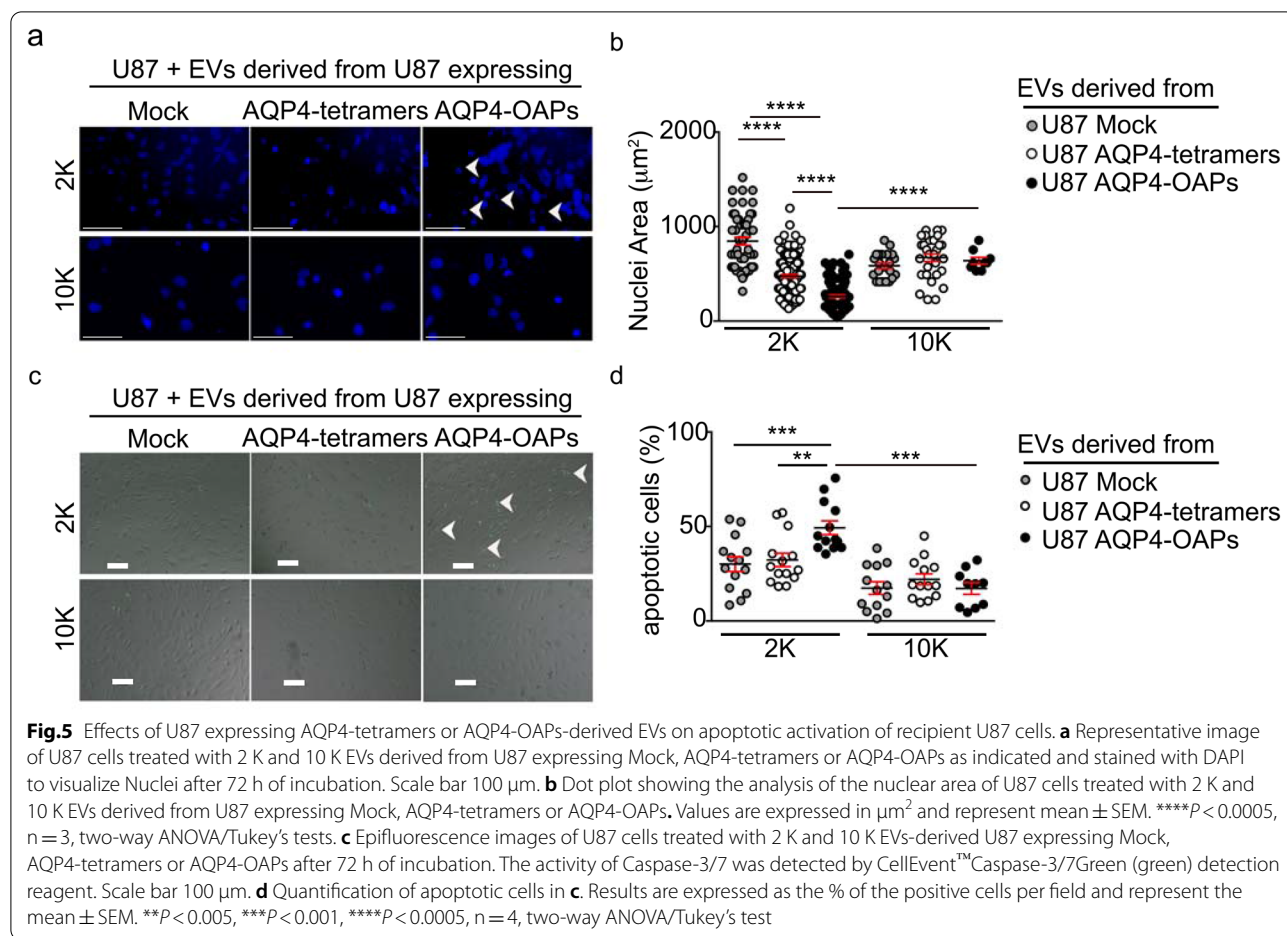 a
U87 + EVs derived from U87 expressing
Mock AQP4-tetramers AQP4-OAPs
2K
10K
b
**** 
****
****
****
Nuclei Area (µm²)
2000
1000
0
2K 10K
EVs derived from
U87 Mock
U87 AQP4-tetramers
U87 AQP4-OAPs
c
U87 + EVs derived from U87 expressing
Mock AQP4-tetramers AQP4-OAPs
2K
10K
d
***
**
***
apoptotic cells (%)
100
50
0
2K 10K
EVs derived from
U87 Mock
U87 AQP4-tetramers
U87 AQP4-OAPs
Fig.5 Effects of U87 expressing AQP4-tetramers or AQP4-OAPs-derived EVs on apoptotic activation of recipient U87 cells. a Representative image
of U87 cells treated with 2 K and 10 K EVs derived from U87 expressing Mock, AQP4-tetramers or AQP4-OAPs as indicated and stained with DAPI
to visualize Nuclei after 72 h of incubation. Scale bar 100 µm. b Dot plot showing the analysis of the nuclear area of U87 cells treated with 2 K and
10 K EVs derived from U87 expressing Mock, AQP4-tetramers or AQP4-OAPs. Values are expressed in µm² and represent mean ± SEM. ****P < 0.0005,
n = 3, two-way ANOVA/Tukey's tests. c Epifluorescence images of U87 cells treated with 2 K and 10 K EVs-derived U87 expressing Mock,
AQP4-tetramers or AQP4-OAPs after 72 h of incubation. The activity of Caspase-3/7 was detected by CellEvent™Caspase-3/7Green (green) detection
reagent. Scale bar 100 µm. d Quantification of apoptotic cells in c. Results are expressed as the % of the positive cells per field and represent the
mean ± SEM. **P < 0.005, ***P < 0.001, ****P < 0.0005, n = 4, two-way ANOVA/Tukey's test